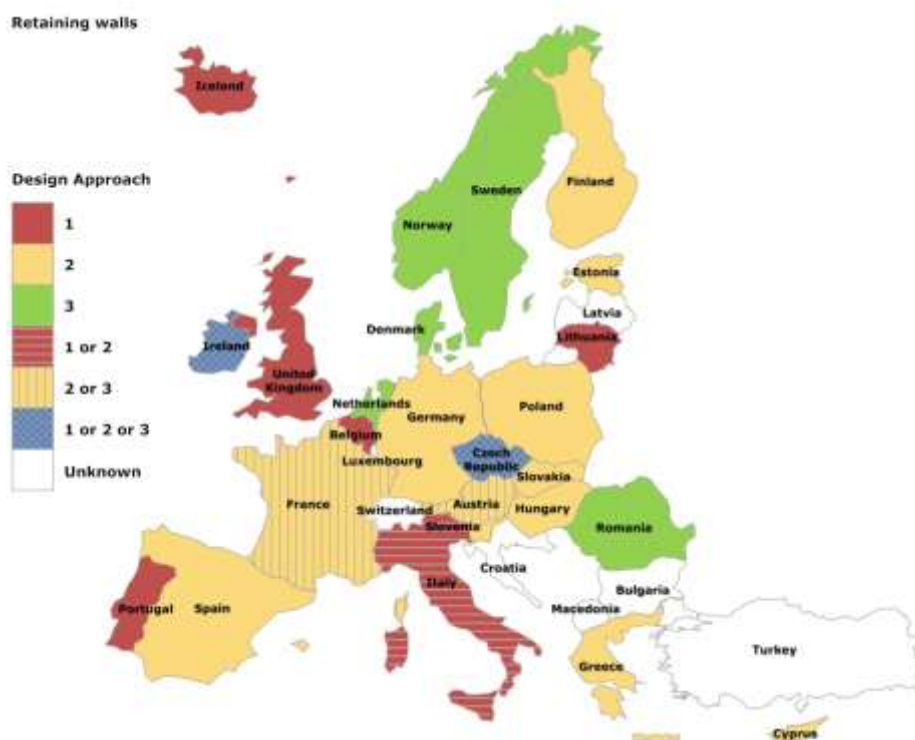 Retaining walls
Iceland
Design Approach
1
2
3
1 or 2
2 or 3
1 or 2 or 3
Unknown
Sweden
Finland
Norway
Estonia
Latvia
Denmark
Lithuania
Ireland
United
Kingdom
Netherlands
Germany
Poland
Belgium
Czech
Republic
Luxembourg
Slovakia
France
Austria
Switzerland
Hungary
Slovenia
Romania
Croatia
Italy
Bulgaria
Portugal
Spain
Macedonia
Turkey
Greece
Cyprus